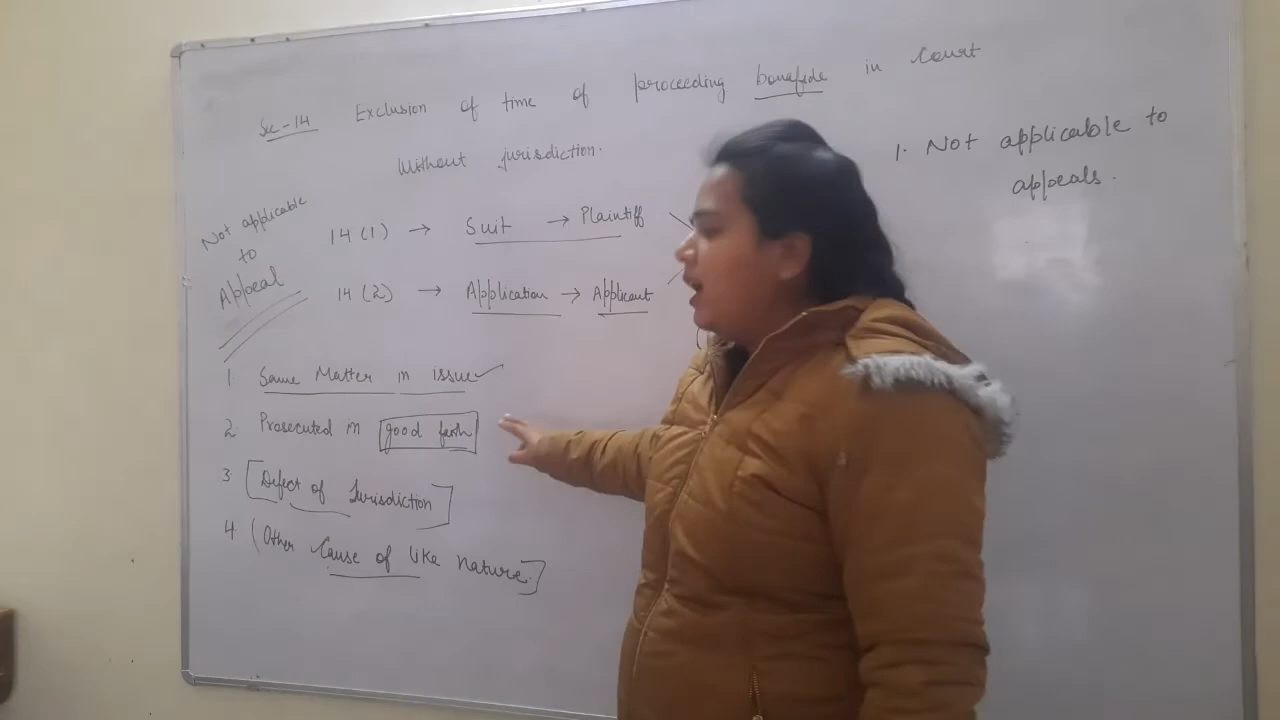 Sec-14 Exclusion of time of proceeding bonafide in Court
Without jurisdiction.
1. Not applicable to
appeals.
Not applicable
to
Appeal
14 (1) → Suit → Plaintiff
14 (2) → Application → Applicant
1 Same Matter in issue ✓
2 Prosecuted in good faith
3 [Defect of Jurisdiction]
4. (Other Cause of like nature.]